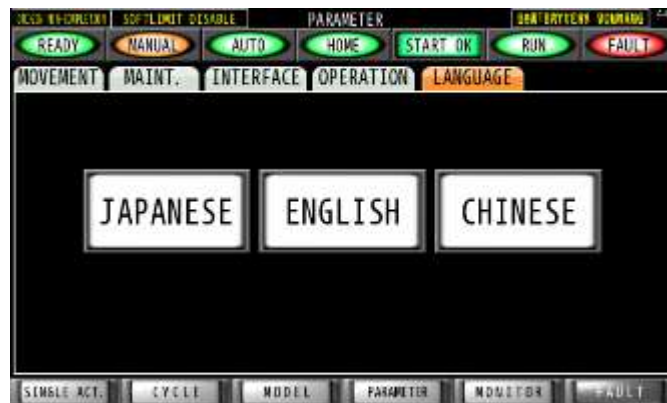 SOFTLIMIT DISABLE PARAMETER
READY MANUAL AUTO HOME START OK RUN FAULT
MOVEMENT MAINT. INTERFACE OPERATION LANGUAGE
JAPANESE ENGLISH CHINESE
SINGLE ACT. CYCLE MODEL PARAMETER MONITOR FAULT